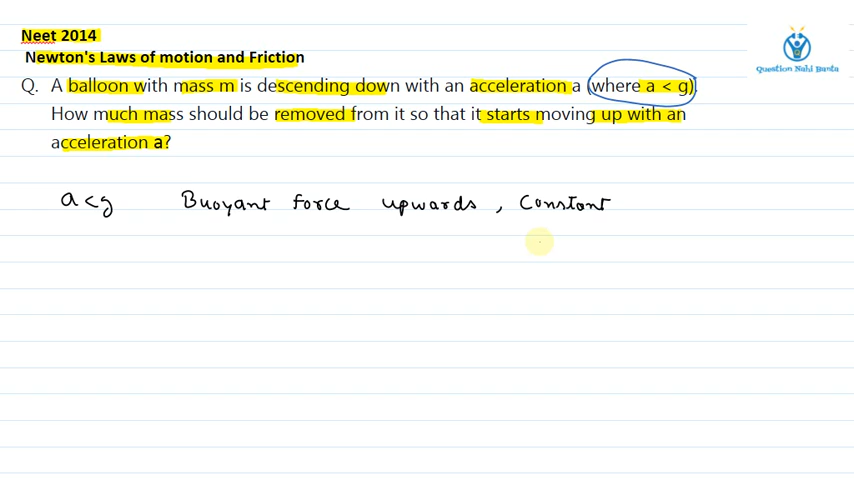 Neet 2014
Newton's Laws of motion and Friction
Question Nahi Banta
Q. A balloon with mass m is descending down with an acceleration a (where a < g).
How much mass should be removed from it so that it starts moving up with an
acceleration a?
a < g Buoyant force upwards , constant